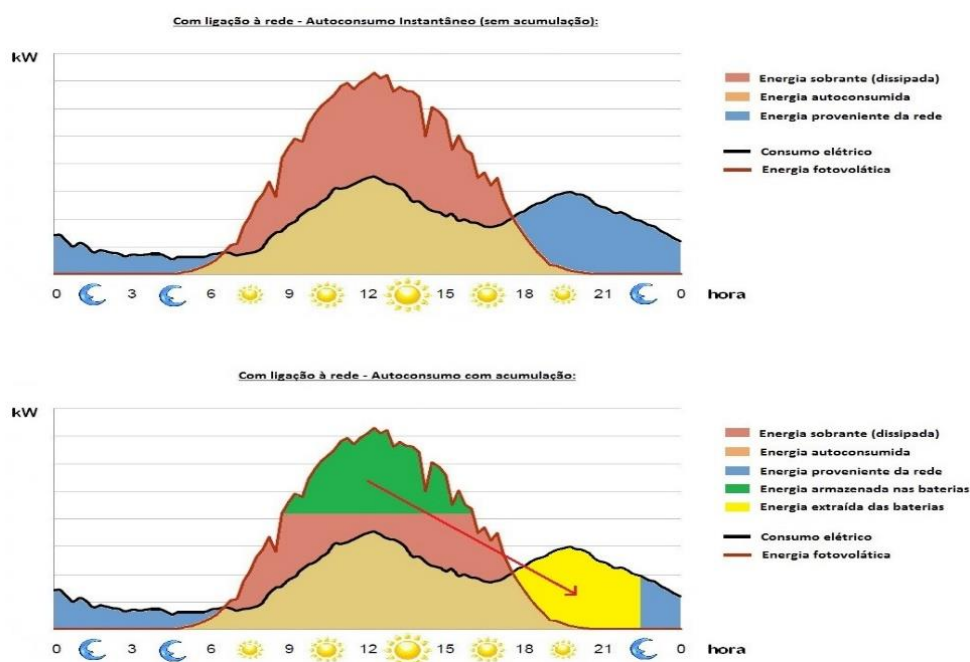 Com ligação à rede - Autoconsumo Instantâneo (sem acumulação):
kW
Energia sobrante (dissipada)
Energia autoconsumida
Energia proveniente da rede
Consumo elétrico
Energia fotovolática
0 3 6 9 12 15 18 21 0 hora
Com ligação à rede - Autoconsumo com acumulação:
kW
Energia sobrante (dissipada)
Energia autoconsumida
Energia proveniente da rede
Energia armazenada nas baterias
Energia extraída das baterias
Consumo elétrico
Energia fotovolática
0 3 6 9 12 15 18 21 0 hora